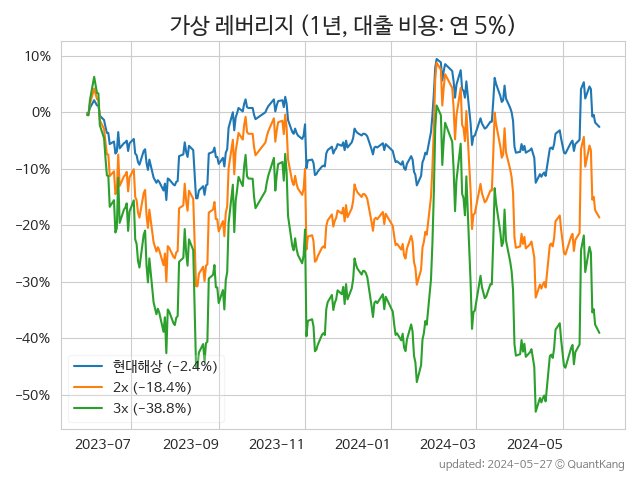 가상 레버리지 (1년, 대출 비용: 연 5%)
10%
0%
−10%
−20%
−30%
−40%
−50%
현대해상 (−2.4%)
2x (−18.4%)
3x (−38.8%)
2023-07 2023-09 2023-11 2024-01 2024-03 2024-05
updated: 2024-05-27 © QuantKang